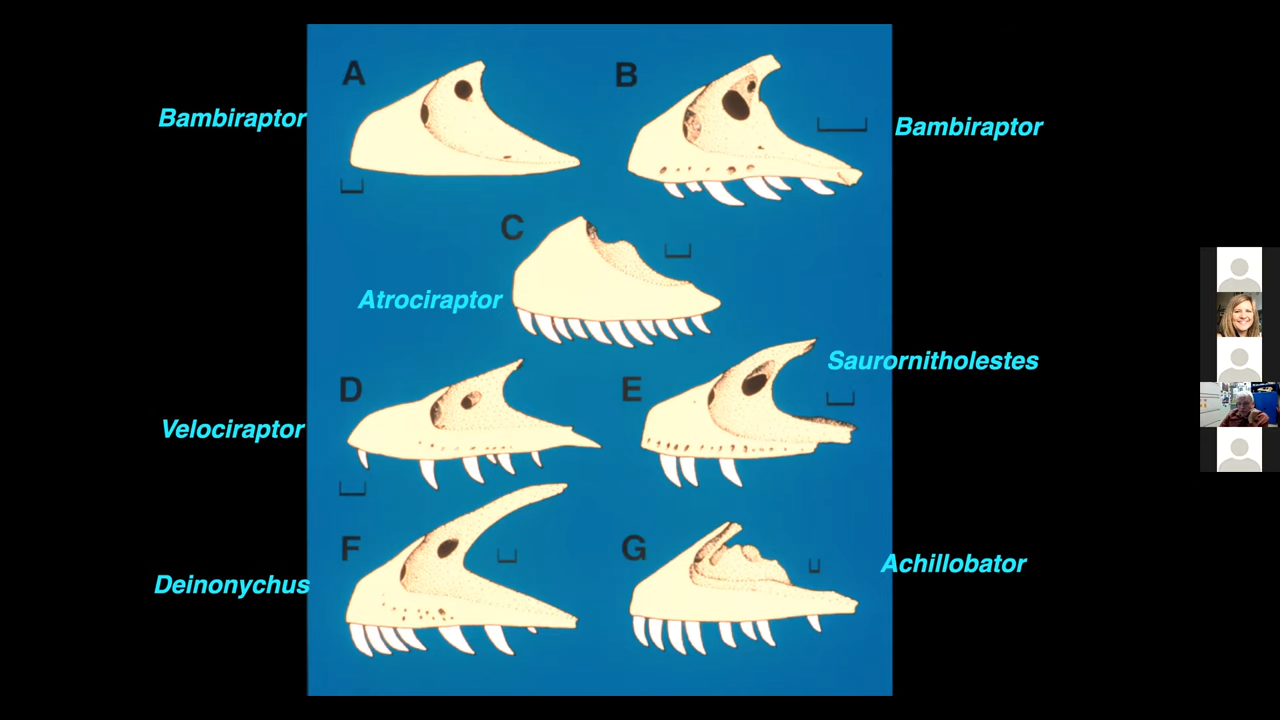 A
B
Bambiraptor
Bambiraptor
C
Atrociraptor
D
E
Saurornitholestes
Velociraptor
F
G
Achillobator
Deinonychus